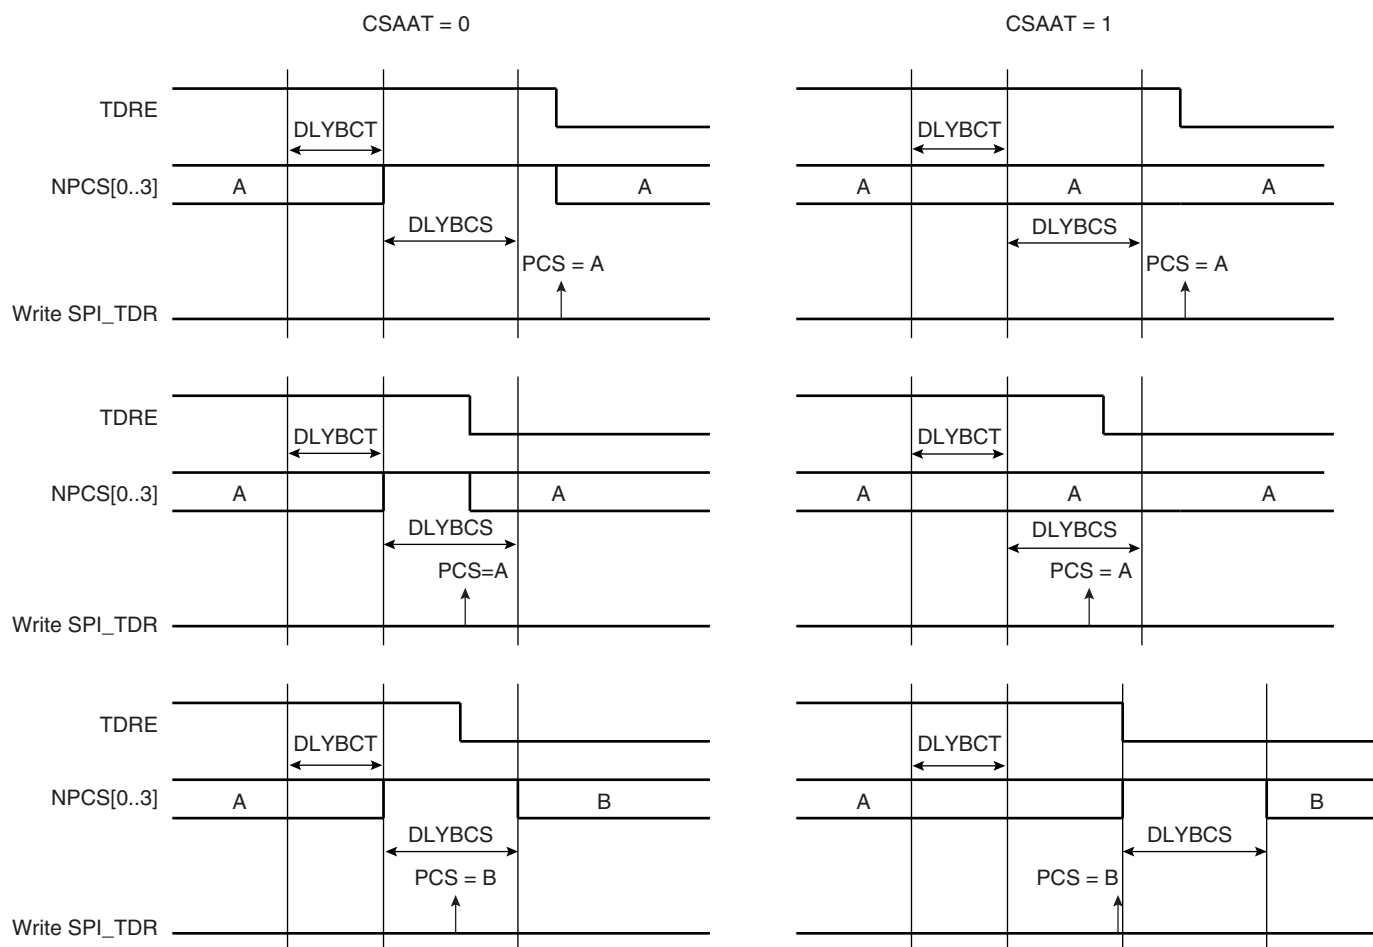 CSAAT = 0 CSAAT = 1
TDRE
DLYBCT DLYBCT
NPCS[0..3] A A A A A
DLYBCS DLYBCS
PCS = A PCS = A
Write SPI_TDR
TDRE
DLYBCT DLYBCT
NPCS[0..3] A A A A A
DLYBCS DLYBCS
PCS=A PCS = A
Write SPI_TDR
TDRE
DLYBCT DLYBCT
NPCS[0..3] A B A B
DLYBCS DLYBCS
PCS = B PCS = B
Write SPI_TDR